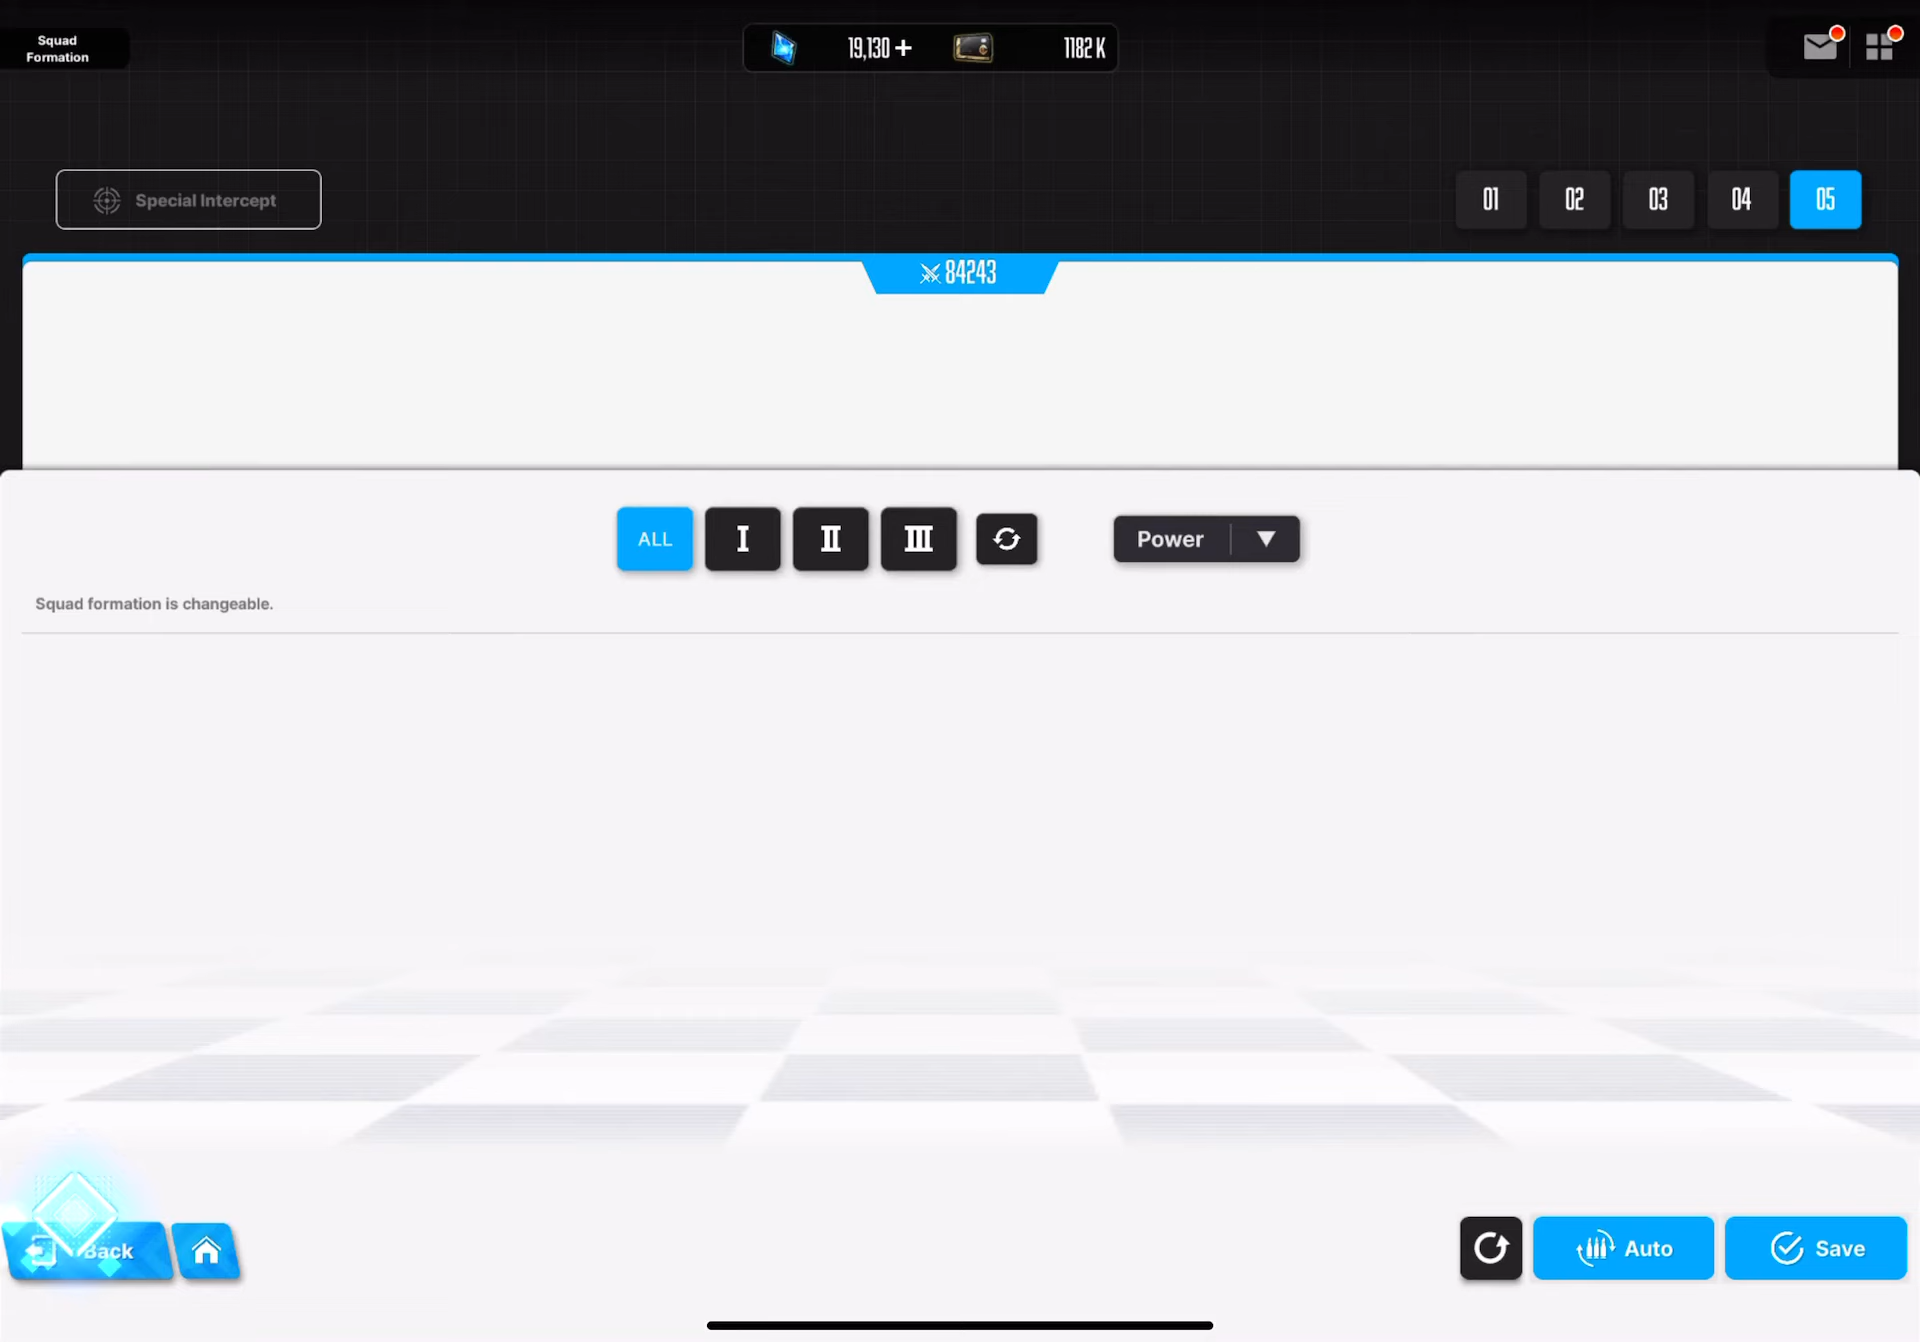 Squad
Formation
19,130 +
1182 K
Special Intercept
01
02
03
04
05
84243
ALL
I
II
III
Power
Squad formation is changeable.
Back
Auto
Save